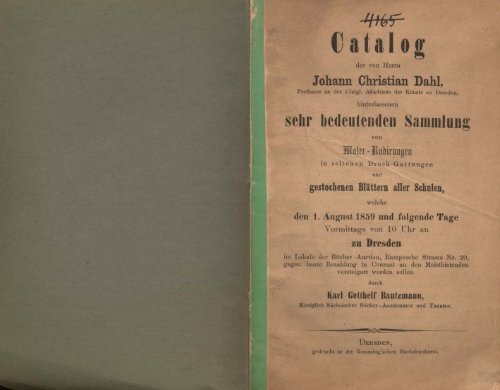 4165
Catalog
der von Herrn
Johann Christian Dahl,
Professor an der königl. Akademie der Künste zu Dresden,
hinterlassenen
sehr bedeutenden Sammlung
von
Maler-Radirungen
in seltenen Druck-Gattungen
und
gestochenen Blättern aller Schulen,
welche
den 1. August 1859 und folgende Tage
Vormittags von 10 Uhr an
zu Dresden
im Lokale der Bücher-Auction, Rampesche Strasse Nr. 20.
gegen baare Bezahlung in Courant an den Meistbietenden
versteigert werden sollen
durch
Karl Gotthelf Bautzmann,
Königlich Sächsischer Bücher-Auctionator und Taxator.
Dresden,
gedruckt in der Ramming'schen Buchdruckerei.